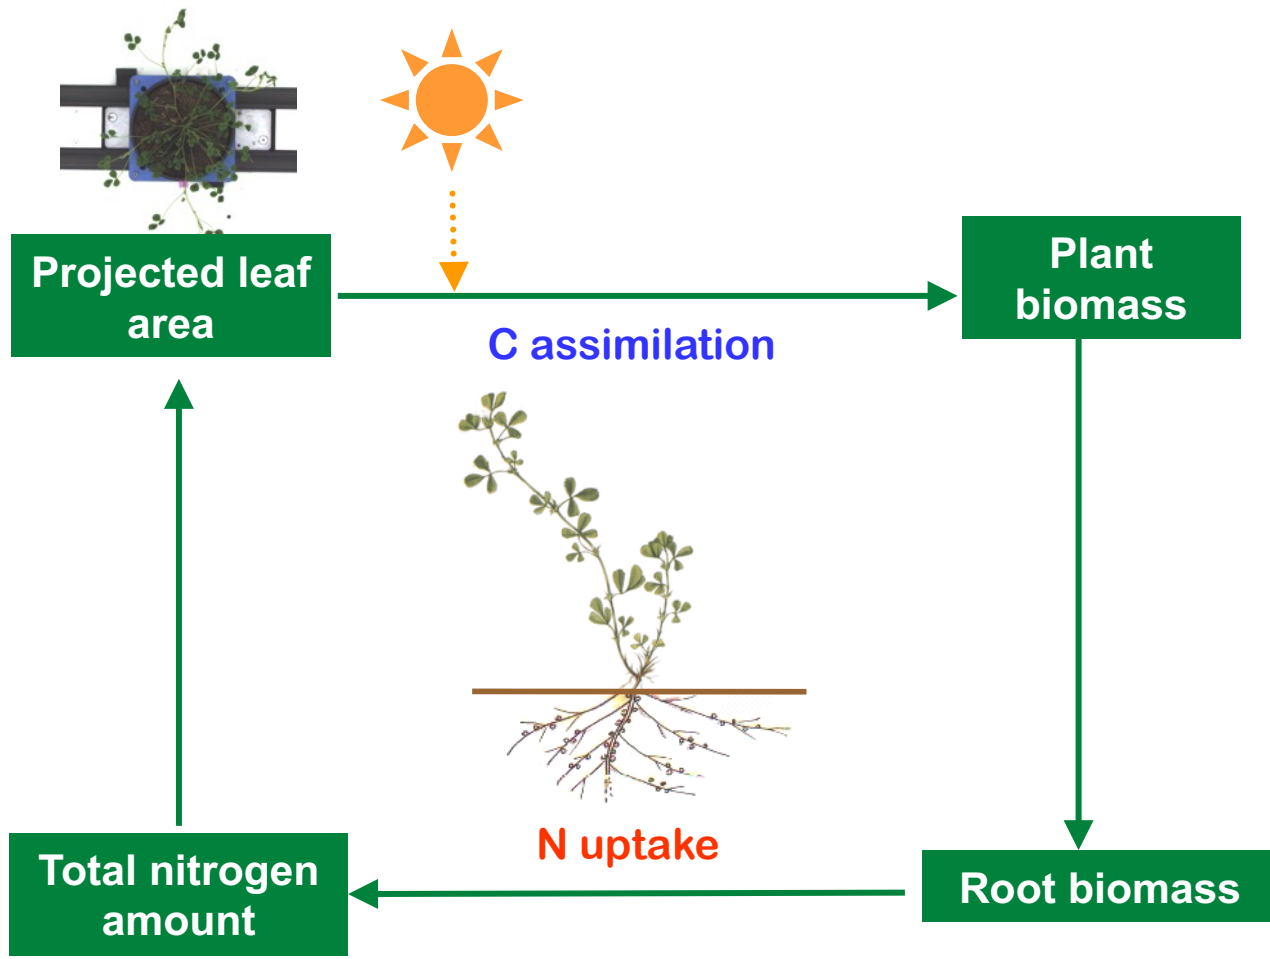 Projected leaf
area
Plant
biomass
C assimilation
N uptake
Total nitrogen
amount
Root biomass